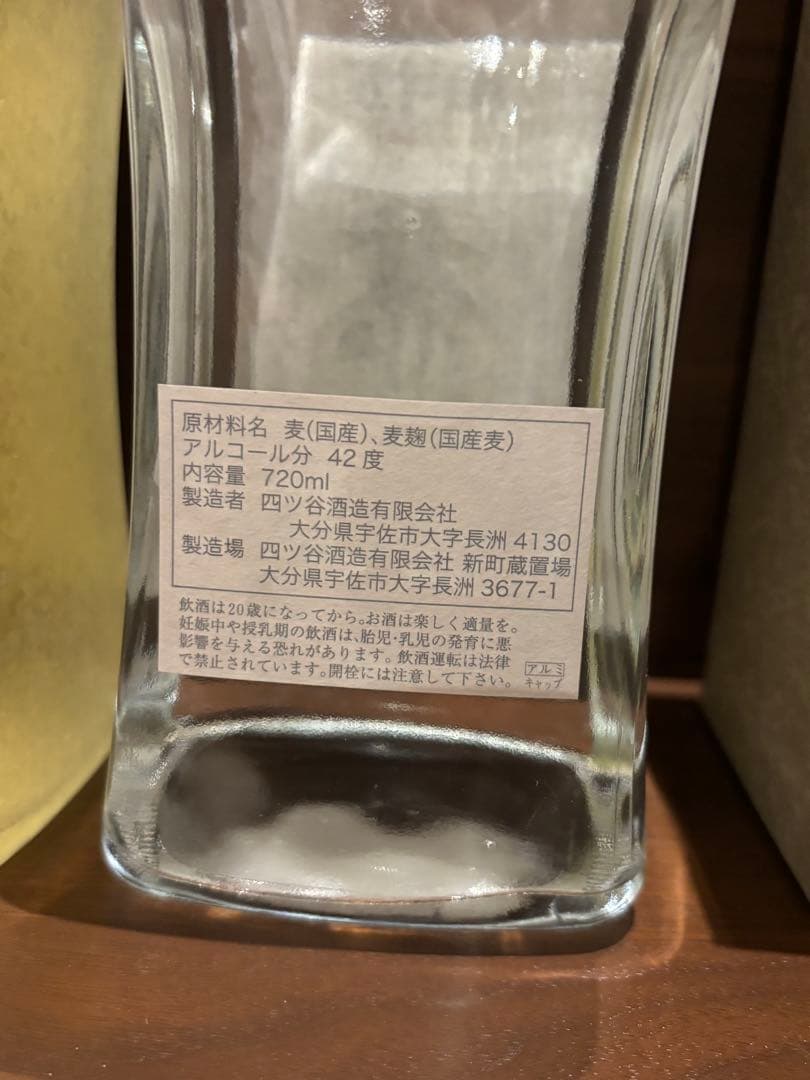 原材料名 麦(国産)、麦麹(国産麦)
アルコール分 42度
内容量 720ml
製造者 四ツ谷酒造有限会社
大分県宇佐市大字長洲4130
製造場 四ツ谷酒造有限会社 新町蔵置場
大分県宇佐市大字長洲3677-1
飲酒は20歳になってから。お酒は楽しく適量を。
妊娠中や授乳期の飲酒は、胎児・乳児の発育に悪
影響を与える恐れがあります。飲酒運転は法律
で禁止されています。開栓には注意して下さい。
アルミ
キャップ